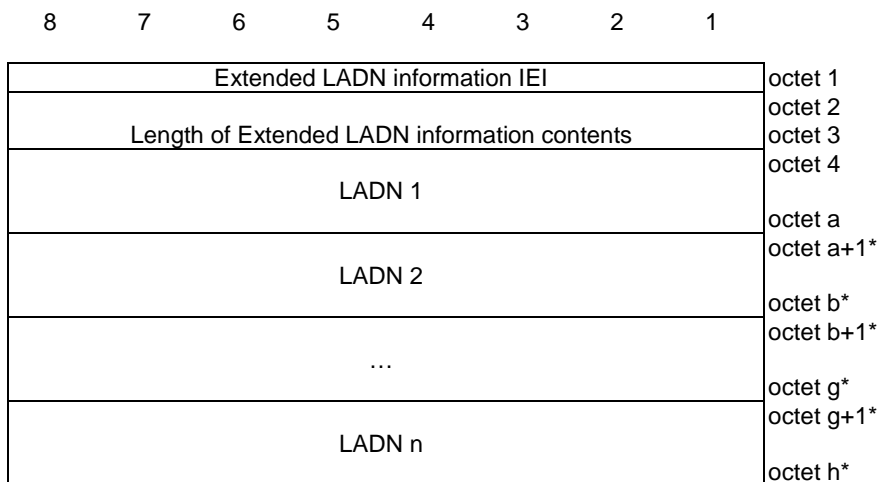 8 7 6 5 4 3 2 1
Extended LADN information IEI octet 1
octet 2
Length of Extended LADN information contents octet 3
octet 4
LADN 1
octet a
octet a+1*
LADN 2
octet b*
octet b+1*
…
octet g*
octet g+1*
LADN n
octet h*